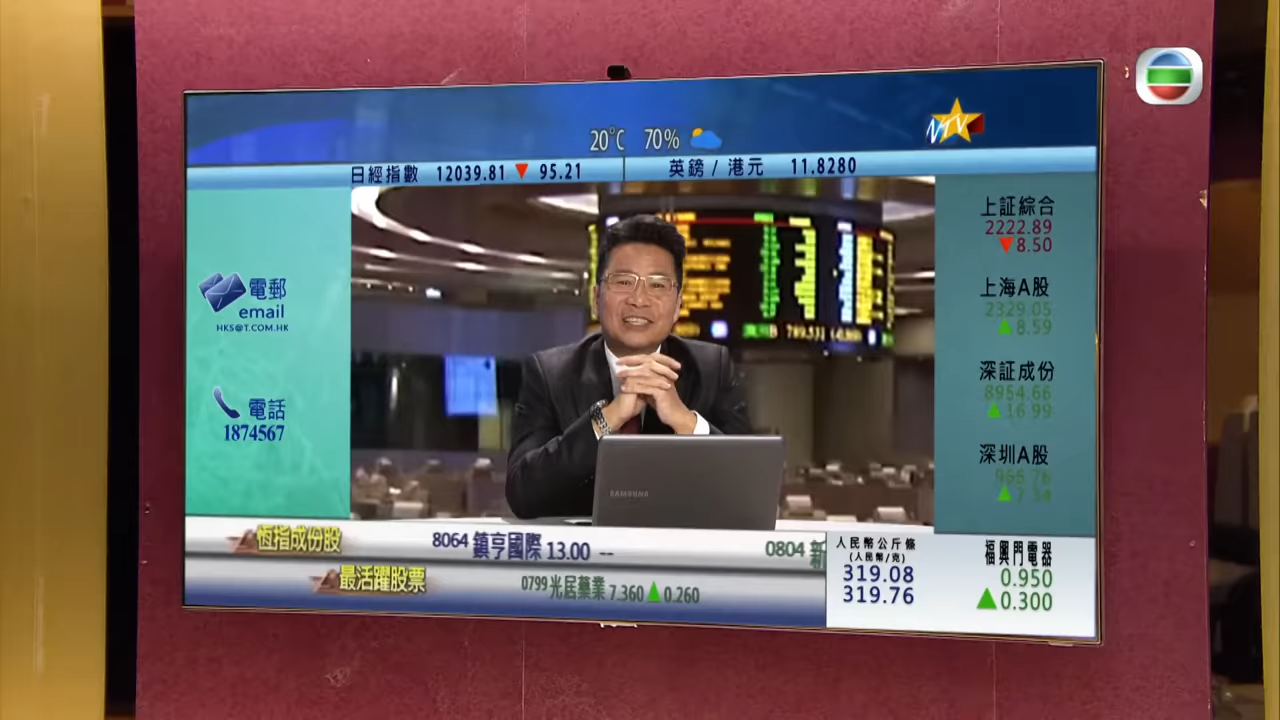 20°C 70%
NTV
日經指數 12039.81 ▼ 95.21 英鎊 / 港元 11.8280
上証綜合
2222.89
▼8.50
上海A股
2329.05
▲8.59
深証成份
8954.66
▲16.99
深圳A股
▲7.34
電郵
email
HKS@T.COM.HK
電話
1874567
SAMSUNG
恆指成份股 8064 鎮亨國際 13.00 -- 0804 新
最活躍股票 0799 光居藥業 7.360 ▲ 0.260
人民幣公斤條
(人民幣/克)
319.08
319.76
福興門電器
0.950
▲0.300